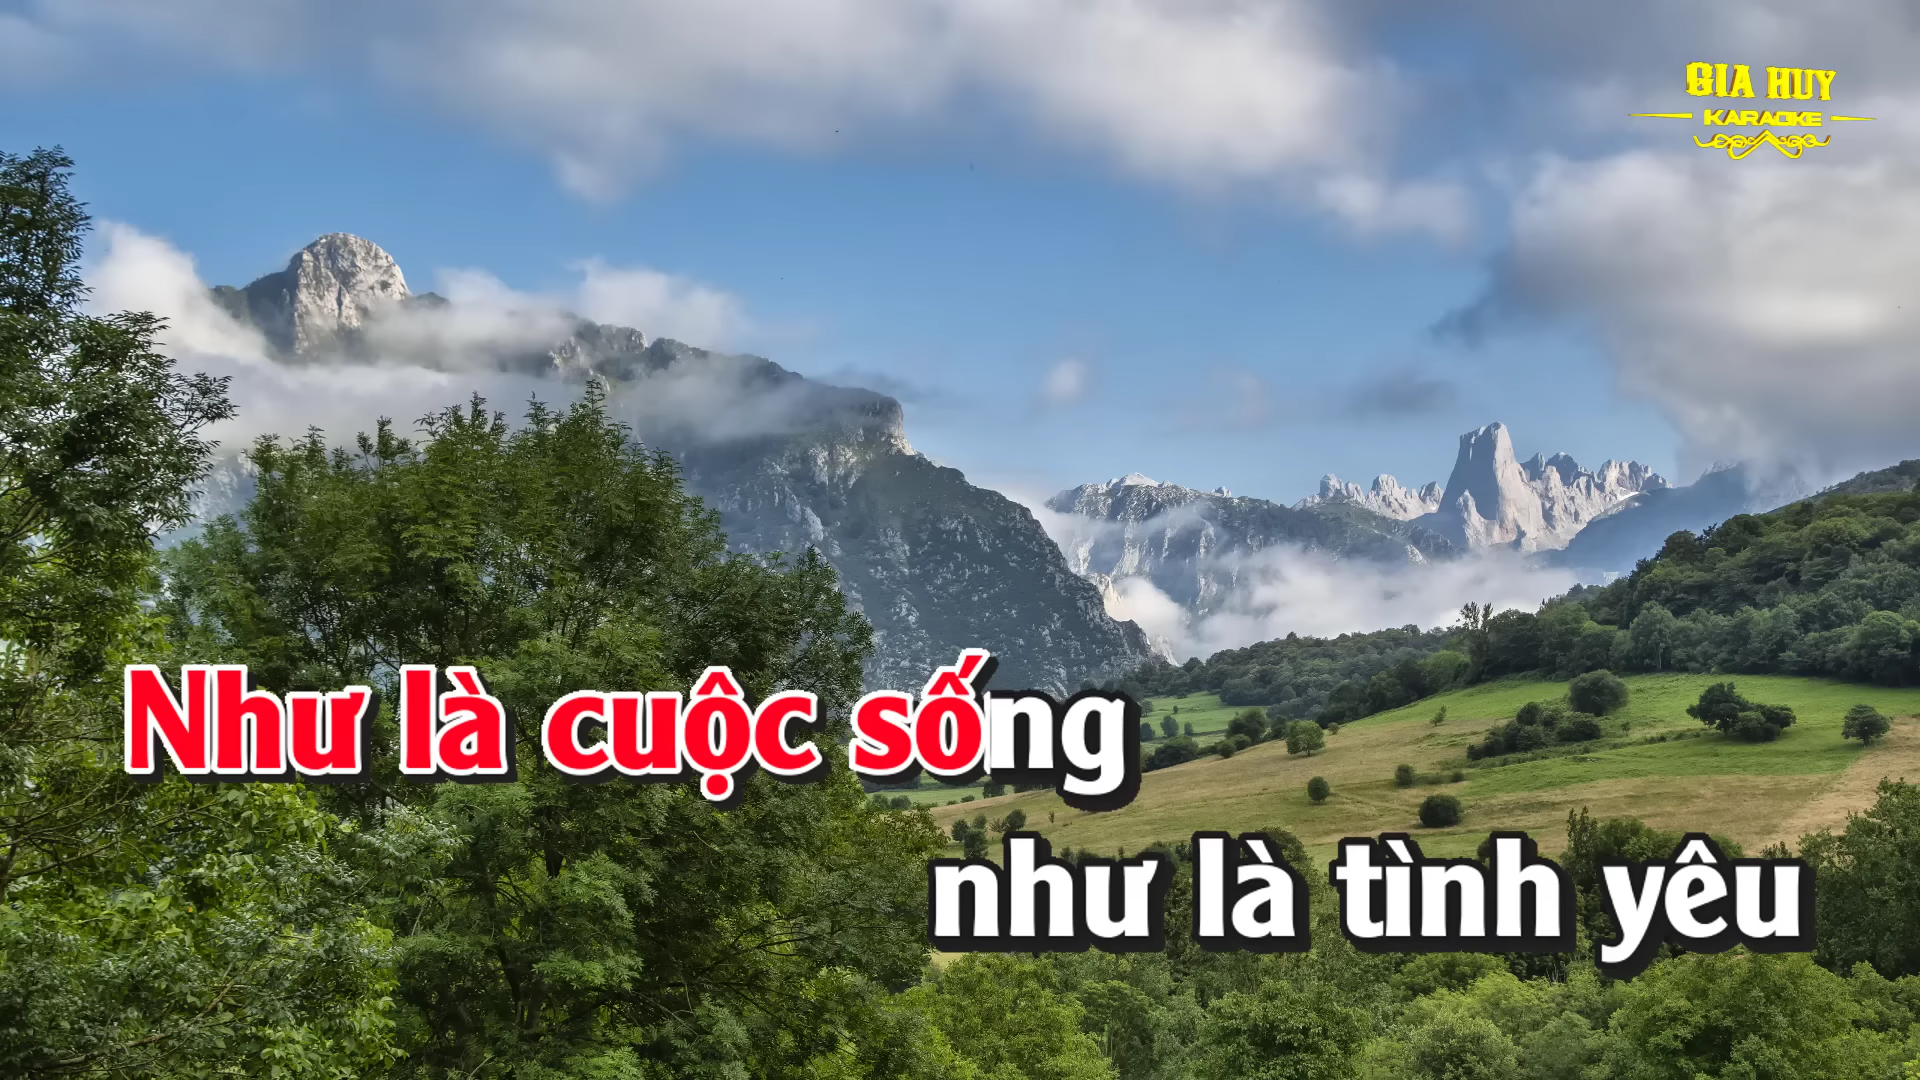 GIA HUY
KARAOKE
Như là cuộc sống
như là tình yêu